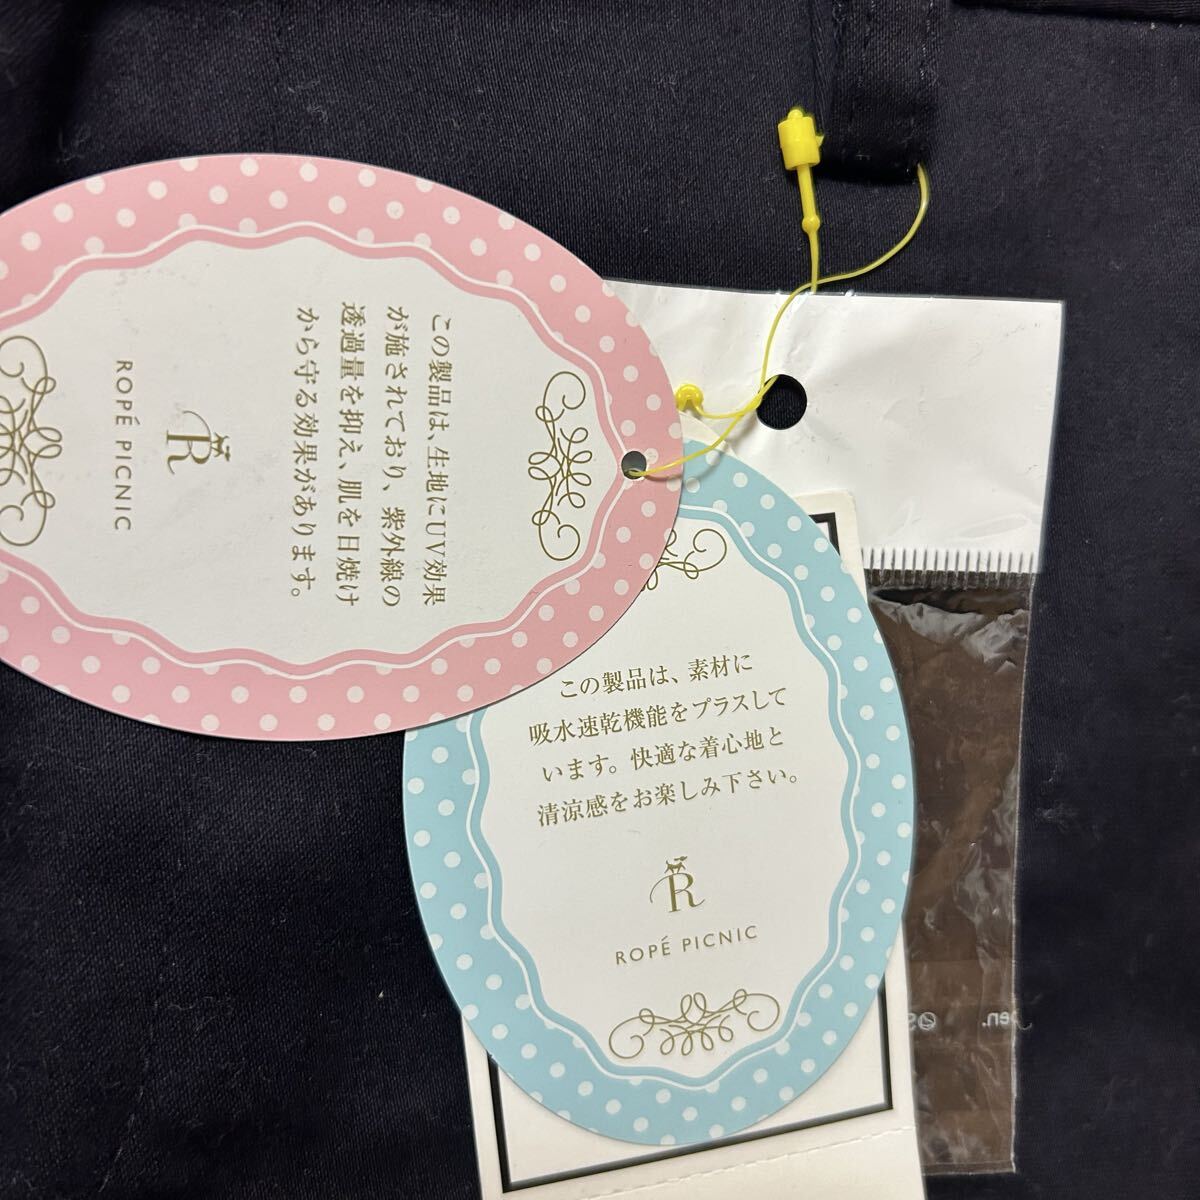 この製品は、生地にUV効果
が施されており、紫外線の
透過量を抑え、肌を日焼け
から守る効果があります。
R
ROPÉ PICNIC
この製品は、素材に
吸水速乾機能をプラスして
います。快適な着心地と
清涼感をお楽しみ下さい。
R
ROPÉ PICNIC